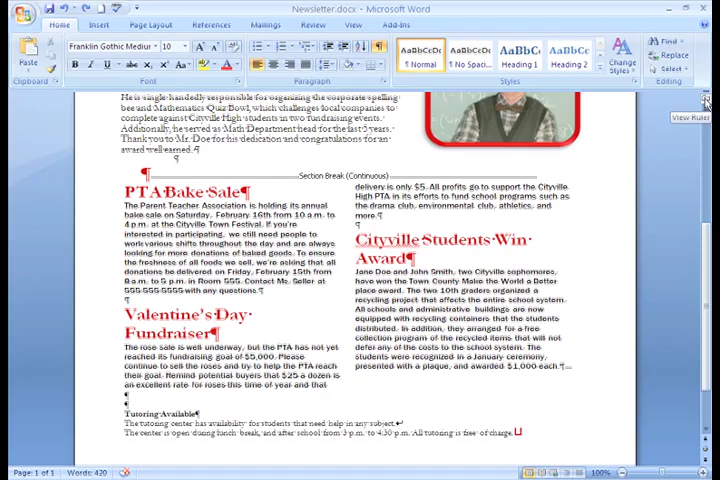 Newsletter.docx - Microsoft Word
Home Insert Page Layout References Mailings Review View Add-Ins
Franklin Gothic Mediur 10
Paste
AaBbCcDc AaBbCcDc AaBbC AaBbCc
¶ Normal ¶ No Spaci... Heading 1 Heading 2
Change Styles
Find
Replace
Select
Clipboard Font Paragraph Styles Editing
View Ruler
He is single-handedly responsible for organizing the corporate spelling
bee and Mathematics Quiz Bowl, which challenges local companies to
complete against Cityville High students in two fundraising events.
Additionally, he served as Math Department head for the last 5 years.
Thank you to Mr. Doe for his dedication and congratulations for an
award well earned.¶
¶
¶ Section Break (Continuous)
PTA Bake Sale¶
The Parent Teacher Association is holding its annual
bake sale on Saturday, February 16th from 10 a.m. to
4 p.m. at the Cityville Town Festival. If you're
interested in participating, we still need people to
work various shifts throughout the day and are always
looking for more donations of baked goods. To ensure
the freshness of all foods we sell, we're asking that all
donations be delivered on Friday, February 15th from
8 a.m. to 5 p.m. in Room 555. Contact Ms. Seller at
555-555-5555 with any questions.¶
¶
Valentine's Day
Fundraiser¶
The rose sale is well underway, but the PTA has not yet
reached its fundraising goal of $5,000. Please
continue to sell the roses and try to help the PTA reach
their goal. Remind potential buyers that $25 a dozen is
an excellent rate for roses this time of year and that
delivery is only $5. All profits go to support the Cityville
High PTA in its efforts to fund school programs such as
the drama club, environmental club, athletics, and
more.¶
¶
Cityville Students Win
Award¶
Jane Doe and John Smith, two Cityville sophomores,
have won the Town County Make the World a Better
place award. The two 10th graders organized a
recycling project that affects the entire school system.
All schools and administrative buildings are now
equipped with recycling containers that the students
distributed. In addition, they arranged for a free
collection program of the recycled items that will not
defer any of the costs to the school system. The
students were recognized in a January ceremony,
presented with a plaque, and awarded $1,000 each.¶
¶
¶
Tutoring Available¶
The tutoring center has availability for students that need help in any subject.
The center is open during lunch break, and after school from 3 p.m. to 4:30 p.m. All tutoring is free of charge.
Page: 1 of 1 Words: 420 100%